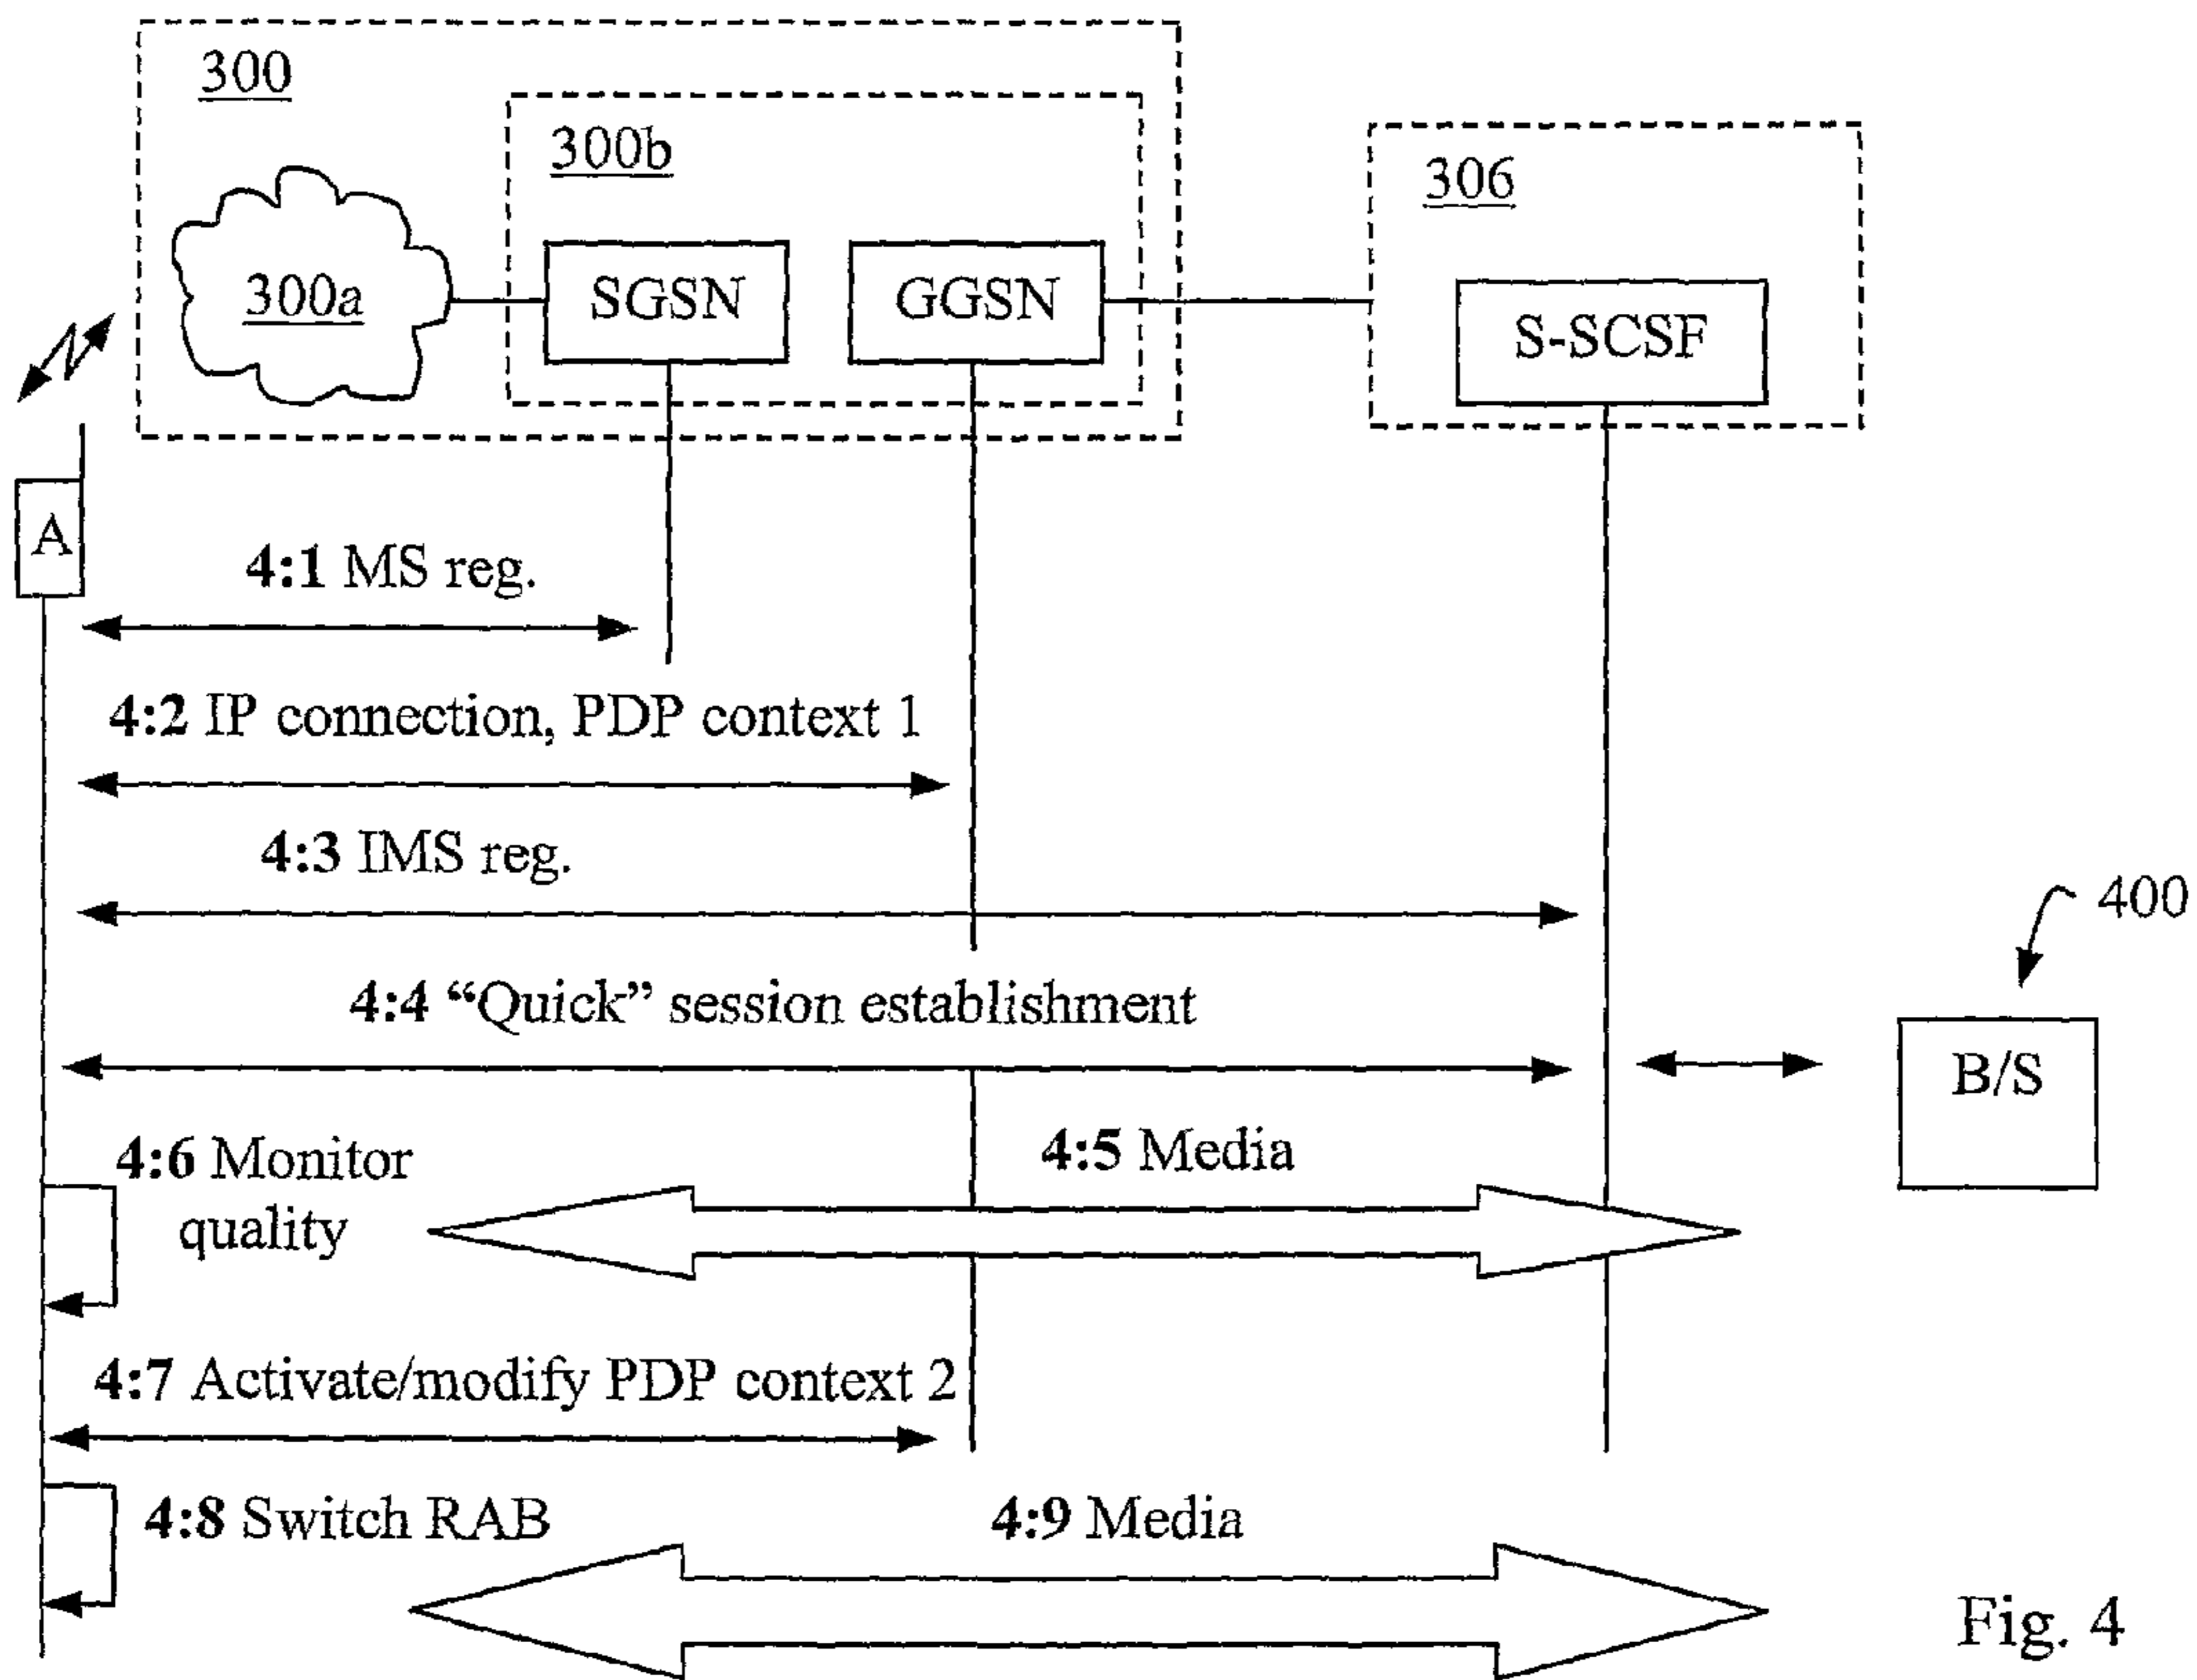 300
300b
306
300a
SGSN
GGSN
S-SCSF
A
4:1 MS reg.
4:2 IP connection, PDP context 1
4:3 IMS reg.
400
4:4 “Quick” session establishment
B/S
4:6 Monitor
quality
4:5 Media
4:7 Activate/modify PDP context 2
4:8 Switch RAB
4:9 Media
Fig. 4